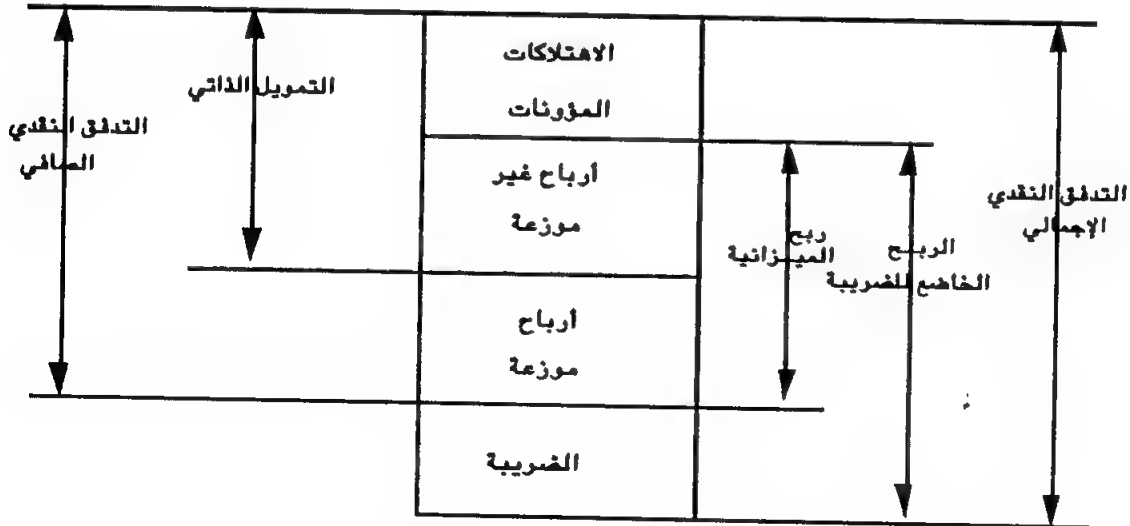 الاهتلاكات
المؤونات
أرباح غير
موزعة
أرباح
موزعة
الضريبة
التدفق النقدي
الإجمالي
الربح
الخاضع للضريبة
ربح
الميزانية
التمويل الذاتي
التدفق النقدي
الصافي